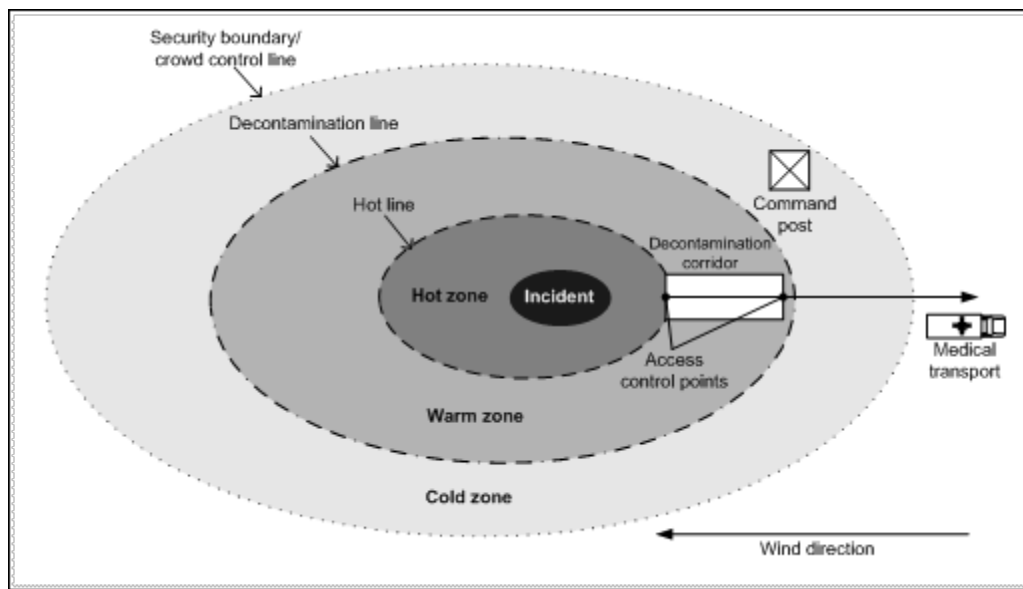 Security boundary/
crowd control line
Decontamination line
Hot line
Command
post
Decontamination
corridor
Hot zone
Incident
Access
control points
Medical
transport
Warm zone
Cold zone
Wind direction